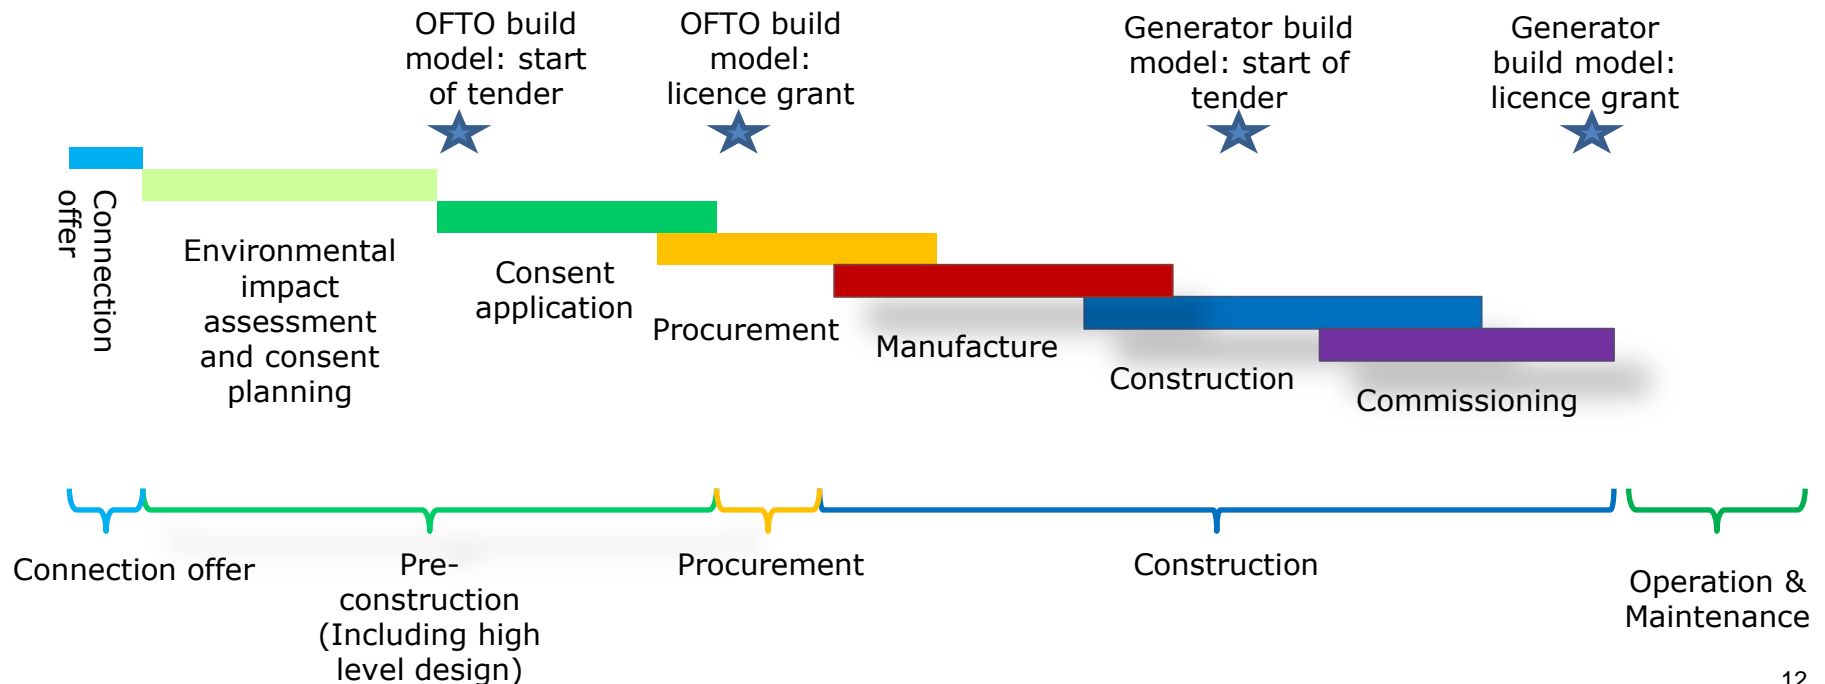 OFTO build
model: start
of tender
OFTO build
model:
licence grant
Generator build
model: start of
tender
Generator
build model:
licence grant
Connection
offer
Environmental
impact
assessment
and consent
planning
Consent
application
Procurement
Manufacture
Construction
Commissioning
Connection offer
Pre-
construction
(Including high
level design)
Procurement
Construction
Operation &
Maintenance
12